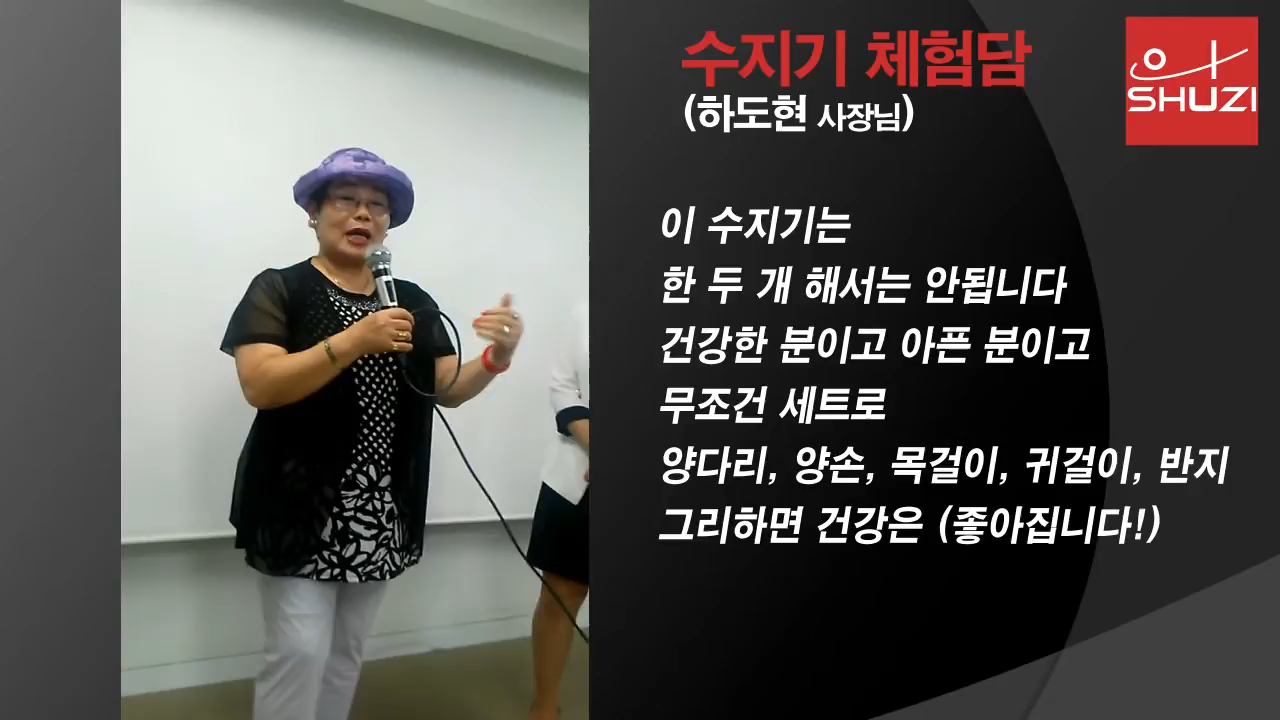 수지기 체험담
(하도현 사장님)
SHUZI
이 수지기는
한 두 개 해서는 안됩니다
건강한 분이고 아픈 분이고
무조건 세트로
양다리, 양손, 목걸이, 귀걸이, 반지
그리하면 건강은 (좋아집니다!)